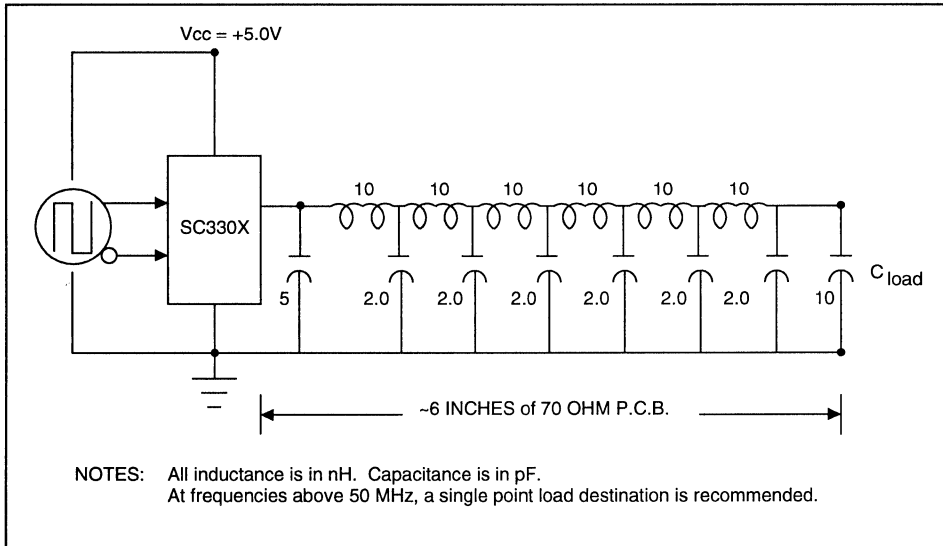 Vcc = +5.0V
SC330X
10 10 10 10 10 10
5 2.0 2.0 2.0 2.0 2.0 2.0 10
C load
~6 INCHES of 70 OHM P.C.B.
NOTES: All inductance is in nH. Capacitance is in pF.
At frequencies above 50 MHz, a single point load destination is recommended.